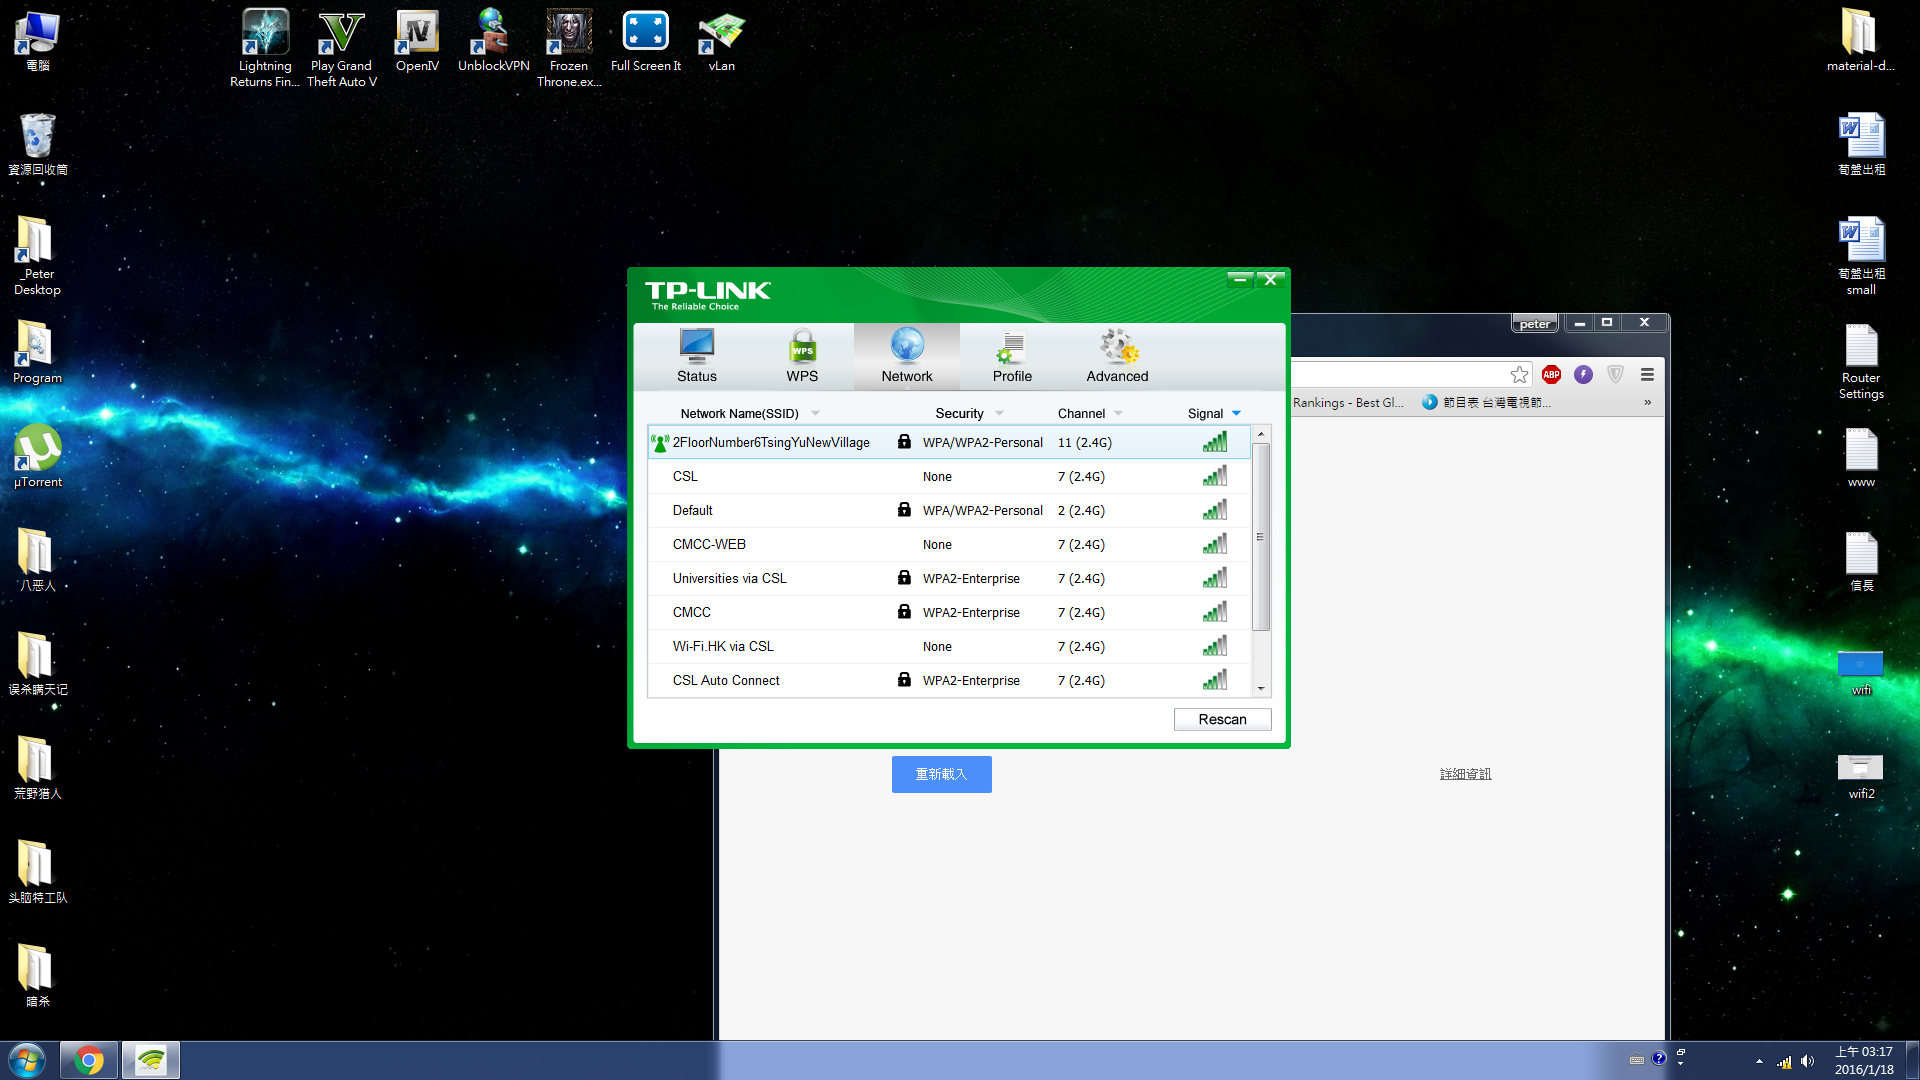 電腦
資源回收筒
_Peter
Desktop
Program
µTorrent
八恶人
误杀瞒天记
荒野猎人
头脑特工队
暗杀
Lightning
Returns Fin...
Play Grand
Theft Auto V
OpenIV
UnblockVPN
Frozen
Throne.ex...
Full Screen It
vLan
material-d...
荀盤出租
荀盤出租
small
Router
Settings
www
信長
wifi
wifi2
TP-LINK
The Reliable Choice
Status
WPS
WPS
Network
Profile
Advanced
Network Name(SSID) Security Channel Signal
2FloorNumber6TsingYuNewVillage WPA/WPA2-Personal 11 (2.4G)
CSL None 7 (2.4G)
Default WPA/WPA2-Personal 2 (2.4G)
CMCC-WEB None 7 (2.4G)
Universities via CSL WPA2-Enterprise 7 (2.4G)
CMCC WPA2-Enterprise 7 (2.4G)
Wi-Fi.HK via CSL None 7 (2.4G)
CSL Auto Connect WPA2-Enterprise 7 (2.4G)
Rescan
peter
ABP
Rankings - Best Gl...
節目表 台灣電視節...
»
重新載入
詳細資訊
上午 03:17
2016/1/18